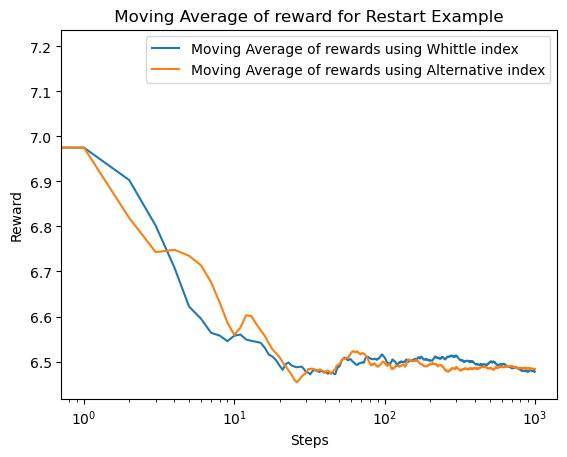 Moving Average of reward for Restart Example
Moving Average of rewards using Whittle index
Moving Average of rewards using Alternative index
Reward
7.2
7.1
7.0
6.9
6.8
6.7
6.6
6.5
10⁰ 10¹ 10² 10³
Steps